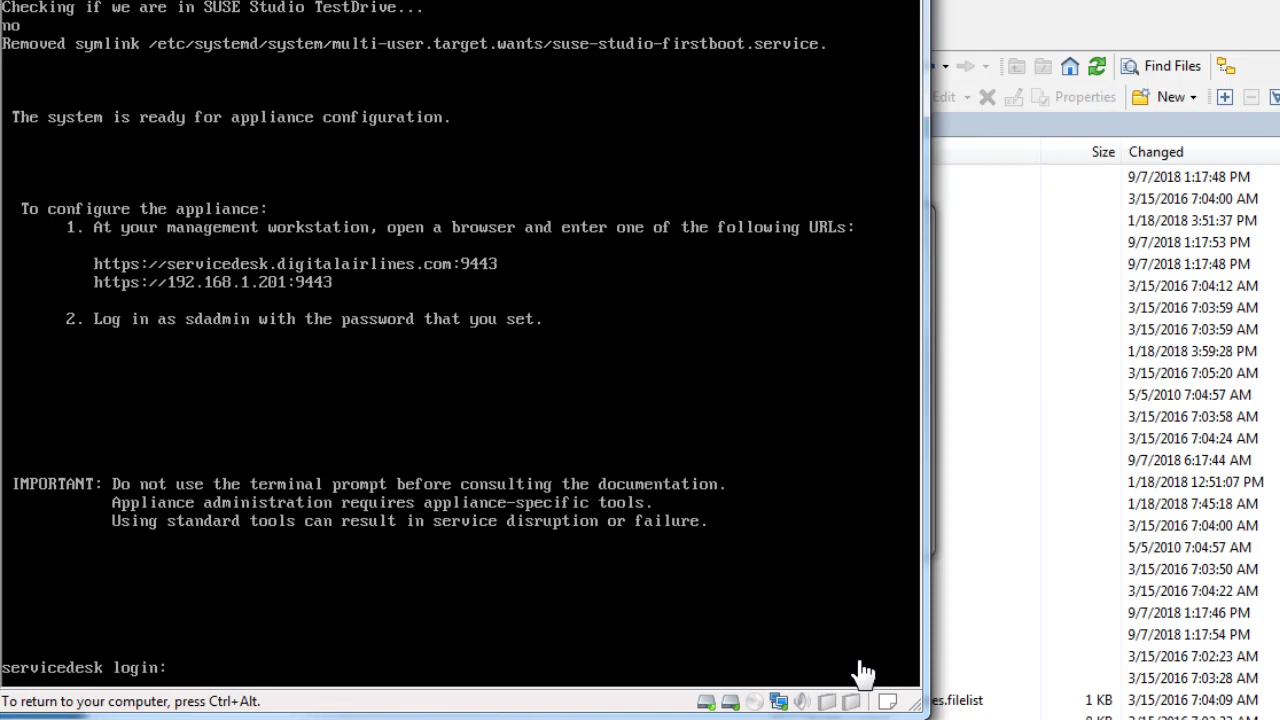 Checking if we are in SUSE Studio TestDrive...
no
Removed symlink /etc/systemd/system/multi-user.target.wants/suse-studio-firstboot.service.
The system is ready for appliance configuration.
To configure the appliance:
1. At your management workstation, open a browser and enter one of the following URLs:
https://servicedesk.digitalairlines.com:9443
https://192.168.1.201:9443
2. Log in as sdadmin with the password that you set.
IMPORTANT: Do not use the terminal prompt before consulting the documentation.
Appliance administration requires appliance-specific tools.
Using standard tools can result in service disruption or failure.
servicedesk login:
To return to your computer, press Ctrl+Alt.
Find Files
Edit Properties New
Size Changed
9/7/2018 1:17:48 PM
3/15/2016 7:04:00 AM
1/18/2018 3:51:37 PM
9/7/2018 1:17:53 PM
9/7/2018 1:17:48 PM
3/15/2016 7:04:12 AM
3/15/2016 7:03:59 AM
3/15/2016 7:03:59 AM
1/18/2018 3:59:28 PM
3/15/2016 7:05:20 AM
5/5/2010 7:04:57 AM
3/15/2016 7:03:58 AM
3/15/2016 7:04:24 AM
9/7/2018 6:17:44 AM
1/18/2018 12:51:07 PM
1/18/2018 7:45:18 AM
3/15/2016 7:04:00 AM
5/5/2010 7:04:57 AM
3/15/2016 7:03:50 AM
3/15/2016 7:04:22 AM
9/7/2018 1:17:46 PM
9/7/2018 1:17:54 PM
3/15/2016 7:02:23 AM
3/15/2016 7:03:28 AM
es.filelist 1 KB 3/15/2016 7:04:09 AM